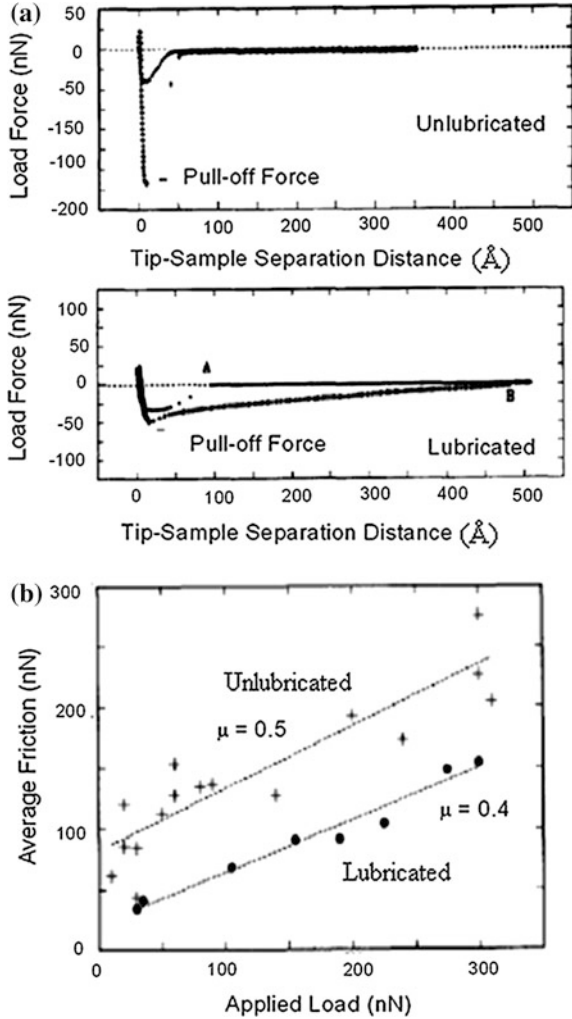 (a)
50
0
-50
-150
-100
-200
Load Force (nN)
Unlubricated
– Pull-off Force
0 100 200 300 400 500
Tip-Sample Separation Distance (Å)
100
50
0
-50
-100
Load Force (nN)
A
B
Pull-off Force
Lubricated
0 100 200 300 400 500
Tip-Sample Separation Distance (Å)
(b)
300
200
100
0
Average Friction (nN)
Unlubricated
μ = 0.5
μ = 0.4
Lubricated
0 100 200 300
Applied Load (nN)